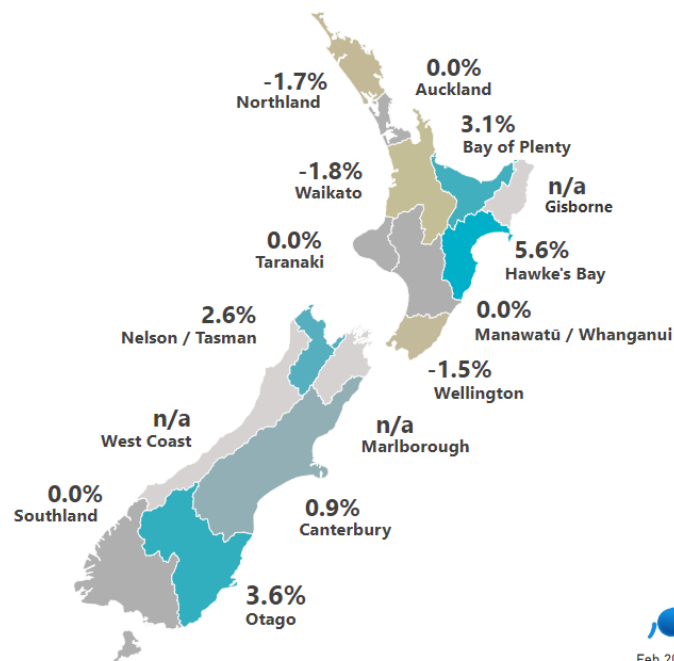 -1.7%
Northland
0.0%
Auckland
3.1%
Bay of Plenty
-1.8%
Waikato
n/a
Gisborne
0.0%
Taranaki
5.6%
Hawke's Bay
2.6%
Nelson / Tasman
0.0%
Manawatū / Whanganui
-1.5%
Wellington
n/a
West Coast
n/a
Marlborough
0.0%
Southland
0.9%
Canterbury
3.6%
Otago
Feb